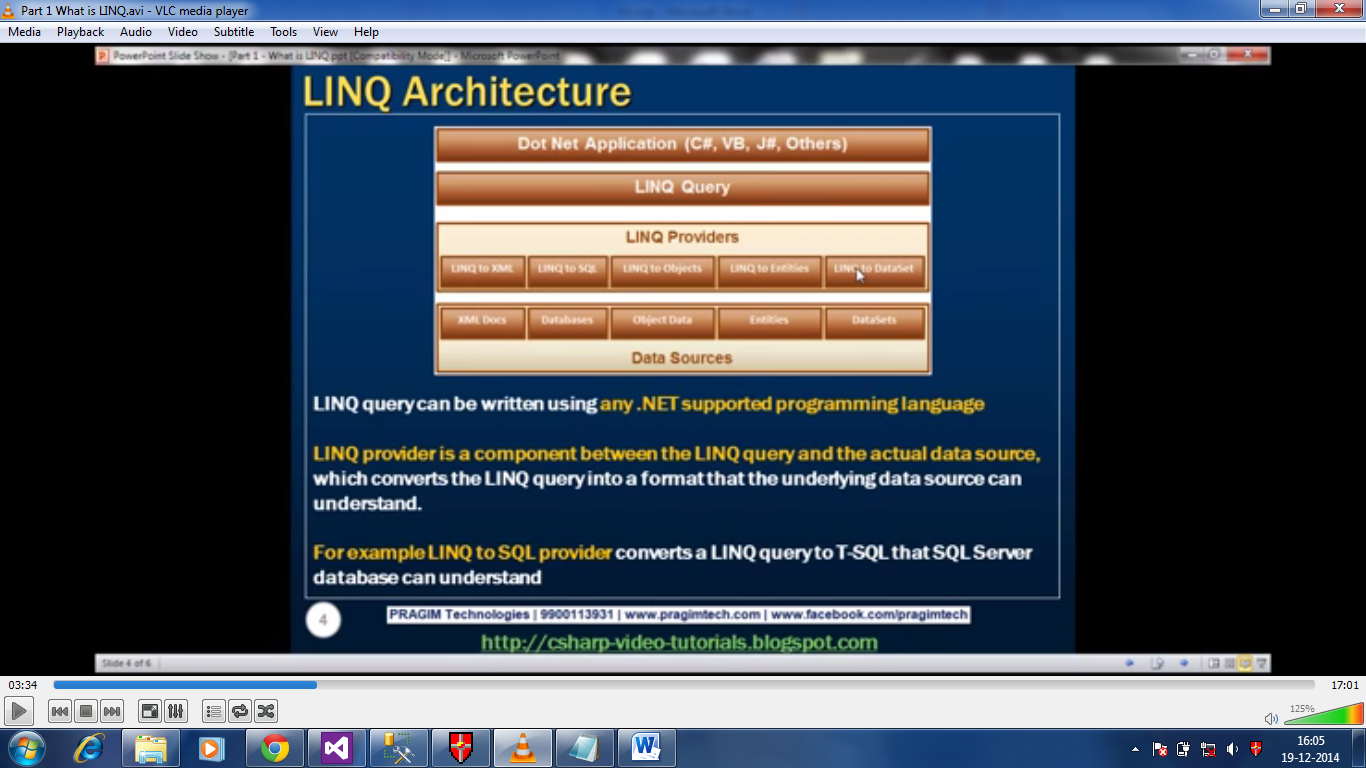 Part 1 What is LINQ.avi - VLC media player
Media Playback Audio Video Subtitle Tools View Help
PowerPoint Slide Show - [Part 1 - What is LINQ.ppt [Compatibility Mode]] - Microsoft PowerPoint
LINQ Architecture
Dot Net Application (C#, VB, J#, Others)
LINQ Query
LINQ Providers
LINQ to XML LINQ to SQL LINQ to Objects LINQ to Entities LINQ to DataSet
XML Docs Databases Object Data Entities DataSets
Data Sources
LINQ query can be written using any .NET supported programming language
LINQ provider is a component between the LINQ query and the actual data source,
which converts the LINQ query into a format that the underlying data source can
understand.
For example LINQ to SQL provider converts a LINQ query to T-SQL that SQL Server
database can understand
4
PRAGIM Technologies | 9900113931 | www.pragimtech.com | www.facebook.com/pragimtech
http://csharp-video-tutorials.blogspot.com
Slide 4 of 6
03:34
17:01
125%
16:05
19-12-2014